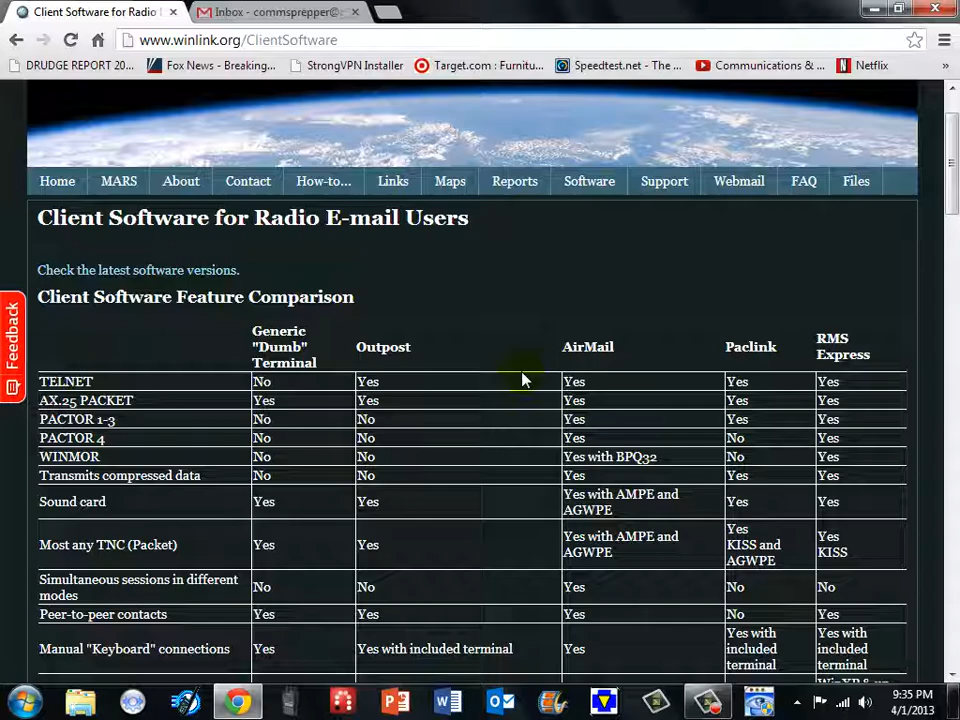 Client Software for Radio
Inbox - commsprepper@
www.winlink.org/ClientSoftware
DRUDGE REPORT 20... Fox News - Breaking... StrongVPN Installer Target.com : Furnitu... Speedtest.net - The ... Communications & ... Netflix »
Home MARS About Contact How-to... Links Maps Reports Software Support Webmail FAQ Files
Client Software for Radio E-mail Users
Check the latest software versions.
Feedback
Client Software Feature Comparison
Generic "Dumb" Terminal Outpost AirMail Paclink RMS Express
TELNET No Yes Yes Yes Yes
AX.25 PACKET Yes Yes Yes Yes Yes
PACTOR 1-3 No No Yes Yes Yes
PACTOR 4 No No Yes No Yes
WINMOR No No Yes with BPQ32 No Yes
Transmits compressed data No No Yes Yes Yes
Sound card Yes Yes Yes with AMPE and AGWPE Yes Yes
Most any TNC (Packet) Yes Yes Yes with AMPE and AGWPE Yes KISS and AGWPE Yes KISS
Simultaneous sessions in different modes No No Yes No No
Peer-to-peer contacts Yes Yes Yes No Yes
Manual "Keyboard" connections Yes Yes with included terminal Yes Yes with included terminal Yes with included terminal
9:35 PM
4/1/2013